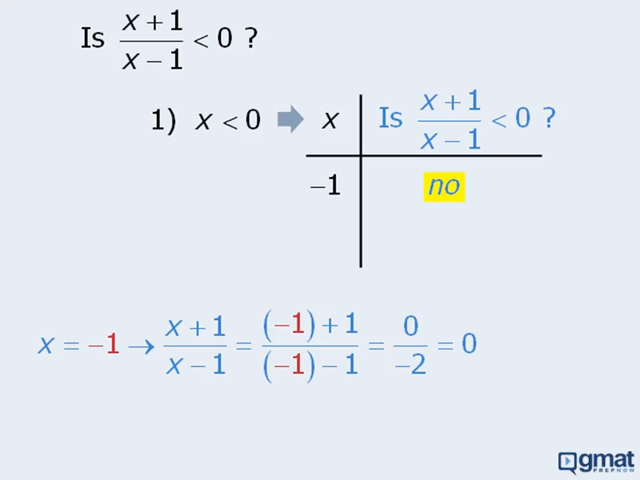 Is (x + 1)/(x − 1) < 0 ?
1) x < 0 ➡ x Is (x + 1)/(x − 1) < 0 ?
−1 no
x = −1 → (x + 1)/(x − 1) = ((−1) + 1)/((−1) − 1) = 0/−2 = 0
gmat
PREPNOW